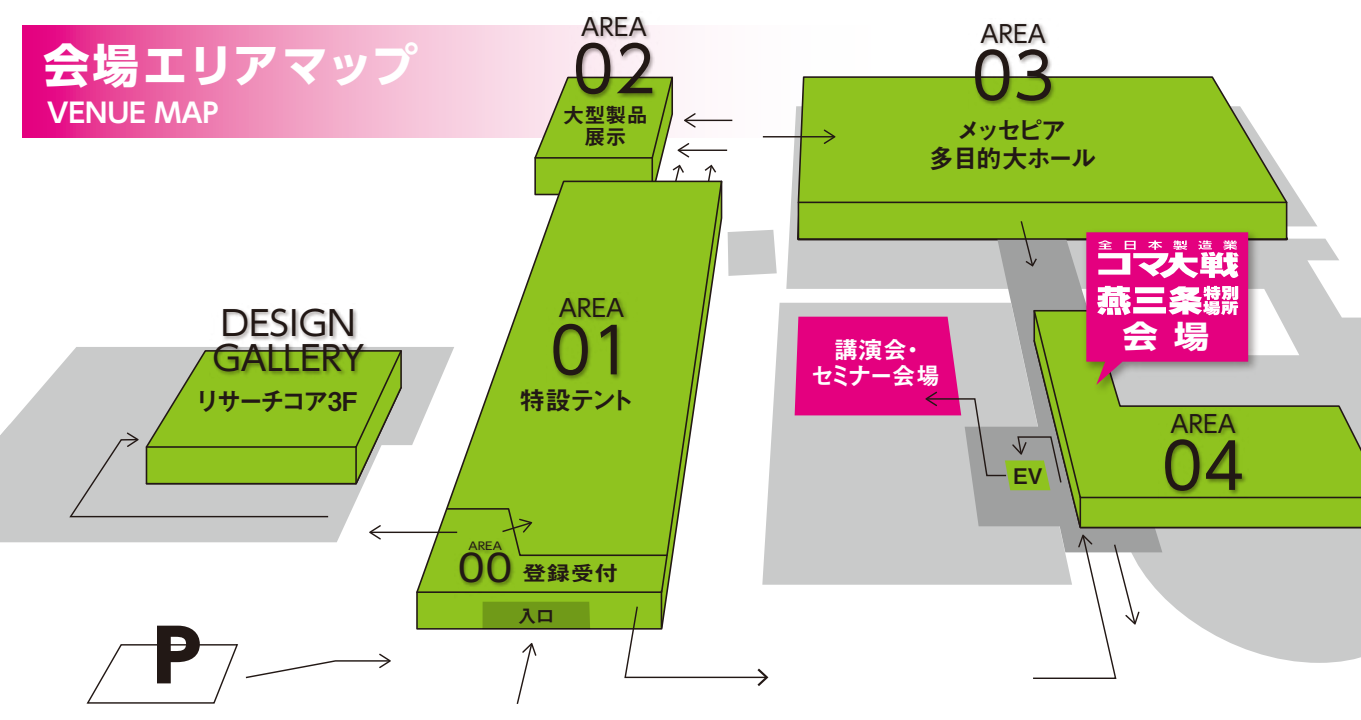 会場エリアマップ
VENUE MAP
AREA
02
大型製品
展示
AREA
03
メッセピア
多目的大ホール
全日本製造業
コマ大戦
燕三条特別場所
会場
AREA
01
特設テント
DESIGN
GALLERY
リサーチコア3F
講演会・
セミナー会場
AREA
04
EV
AREA
00
登録受付
入口
P